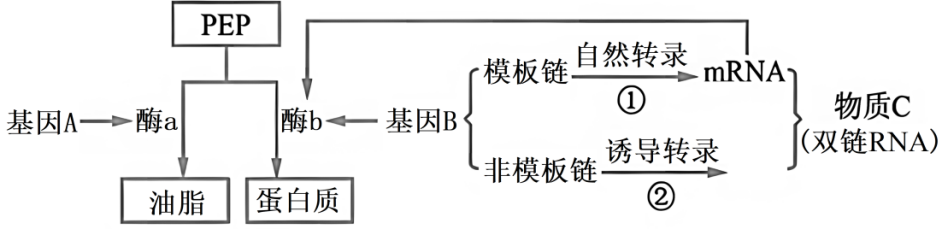 PEP
自然转录
模板链
mRNA
①
物质C
基因A
酶a
酶b
基因B
(双链RNA)
诱导转录
非模板链
②
油脂
蛋白质